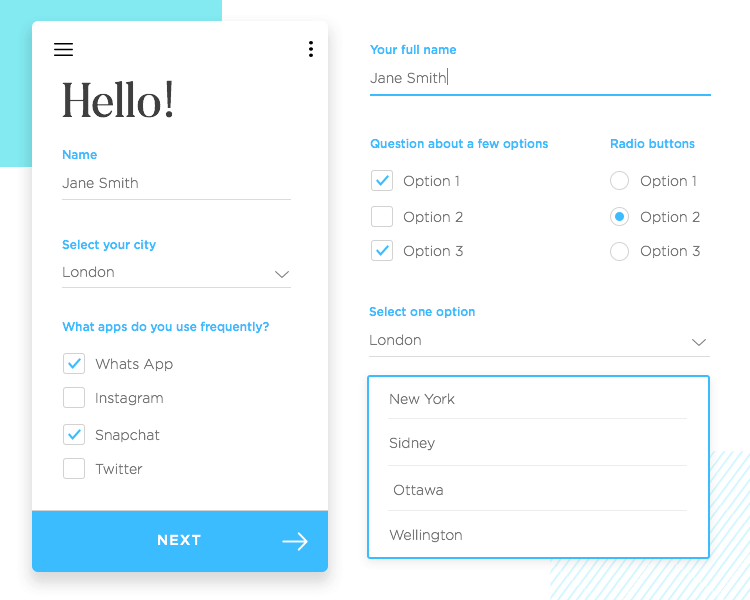 Hello!
Name
Jane Smith
Select your city
London
What apps do you use frequently?
Whats App
Instagram
Snapchat
Twitter
NEXT
Your full name
Jane Smith
Question about a few options
Option 1
Option 2
Option 3
Radio buttons
Option 1
Option 2
Option 3
Select one option
London
New York
Sidney
Ottawa
Wellington